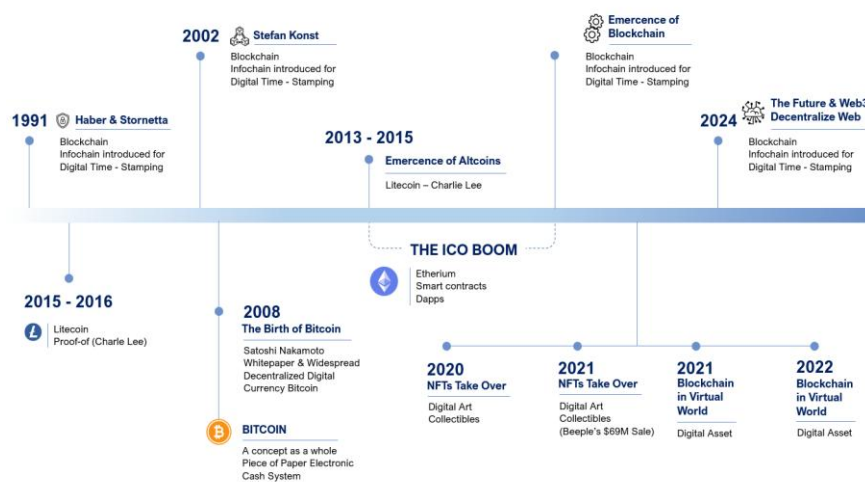 2002
Stefan Konst
Blockchain
Infochain introduced for
Digital Time - Stamping
Emercence of
Blockchain
Blockchain
Infochain introduced for
Digital Time - Stamping
1991
Haber & Stornetta
Blockchain
Infochain introduced for
Digital Time - Stamping
2013 - 2015
Emercence of Altcoins
Litecoin – Charlie Lee
2024
The Future & Web3
Decentralize Web
Blockchain
Infochain introduced for
Digital Time - Stamping
THE ICO BOOM
Etherium
Smart contracts
Dapps
2015 - 2016
Litecoin
Proof-of (Charle Lee)
2008
The Birth of Bitcoin
Satoshi Nakamoto
Whitepaper & Widespread
Decentralized Digital
Currency Bitcoin
BITCOIN
A concept as a whole
Piece of Paper Electronic
Cash System
2020
NFTs Take Over
Digital Art
Collectibles
2021
NFTs Take Over
Digital Art
Collectibles
(Beeple's $69M Sale)
2021
Blockchain
in Virtual
World
Digital Asset
2022
Blockchain
in Virtual
World
Digital Asset